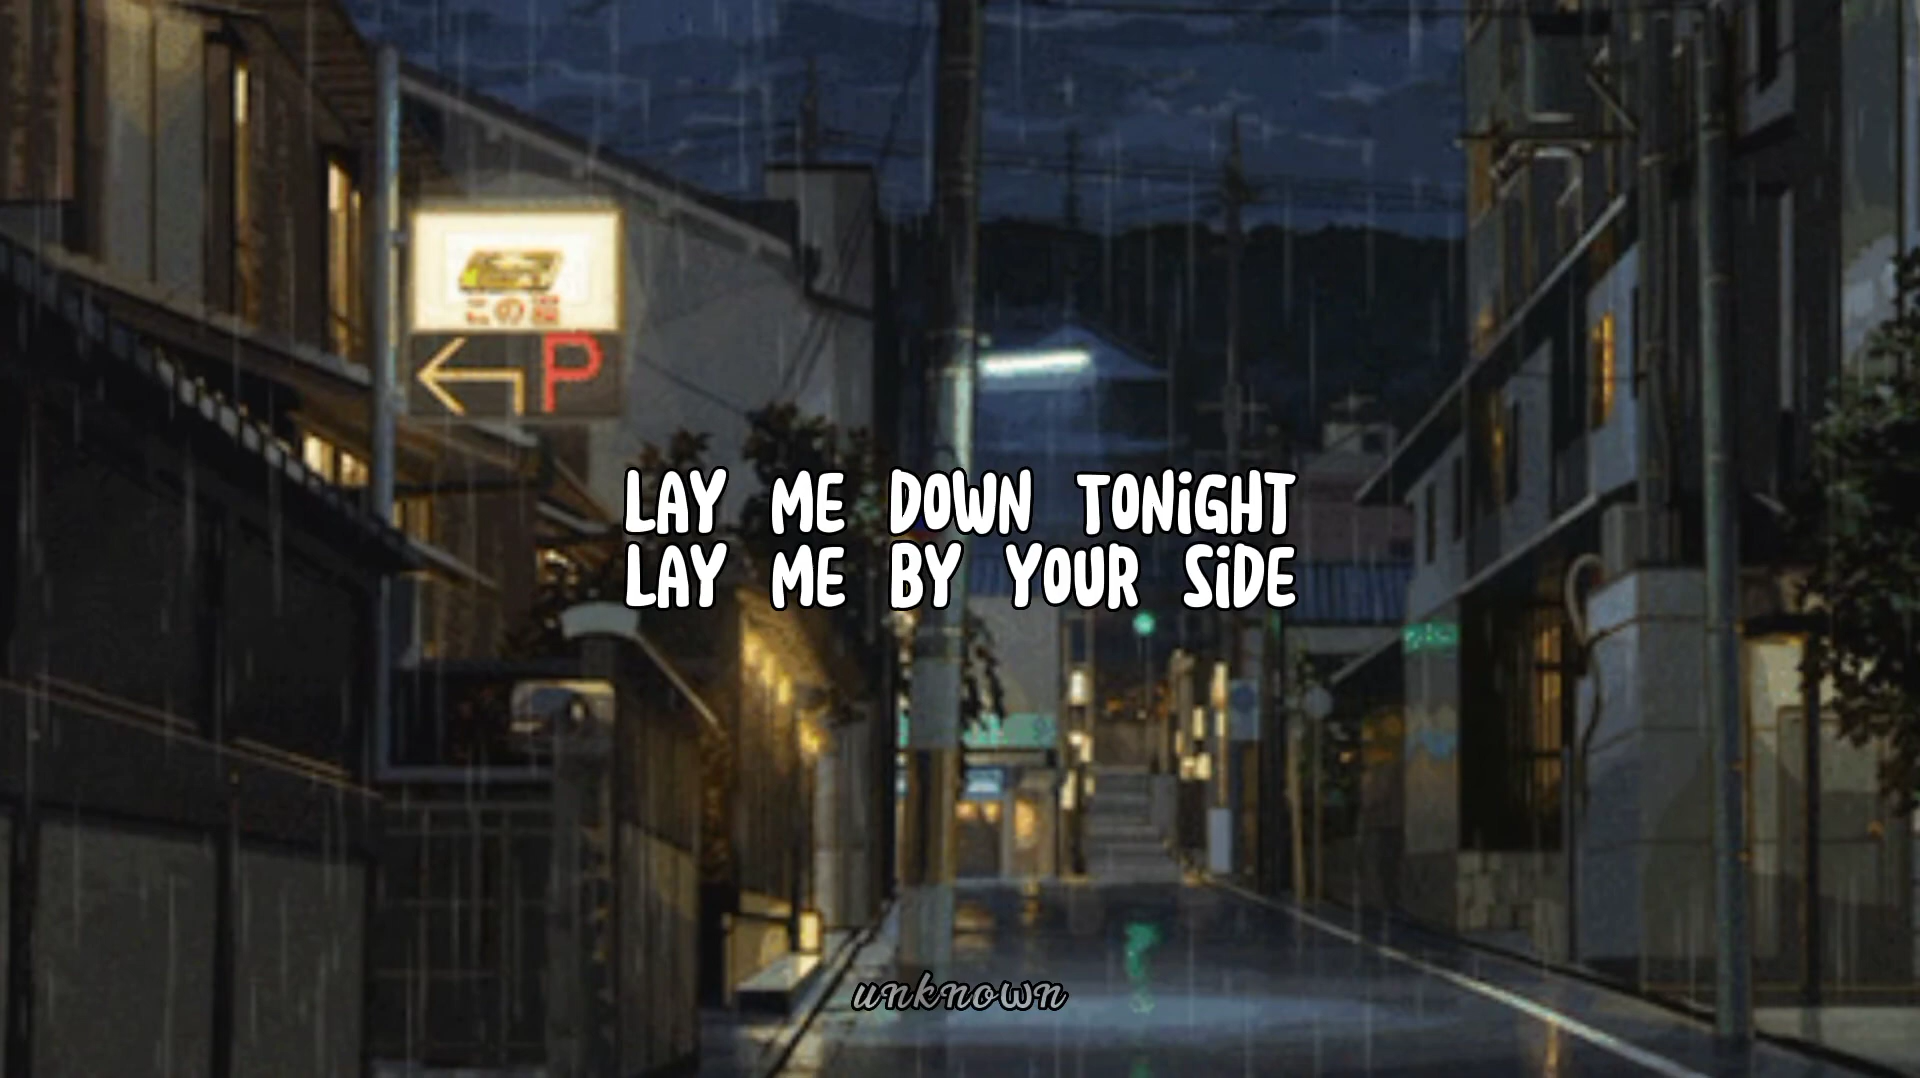 この
P
LAY ME DOWN TONiGHT
LAY ME BY YOUR SiDE
unknown